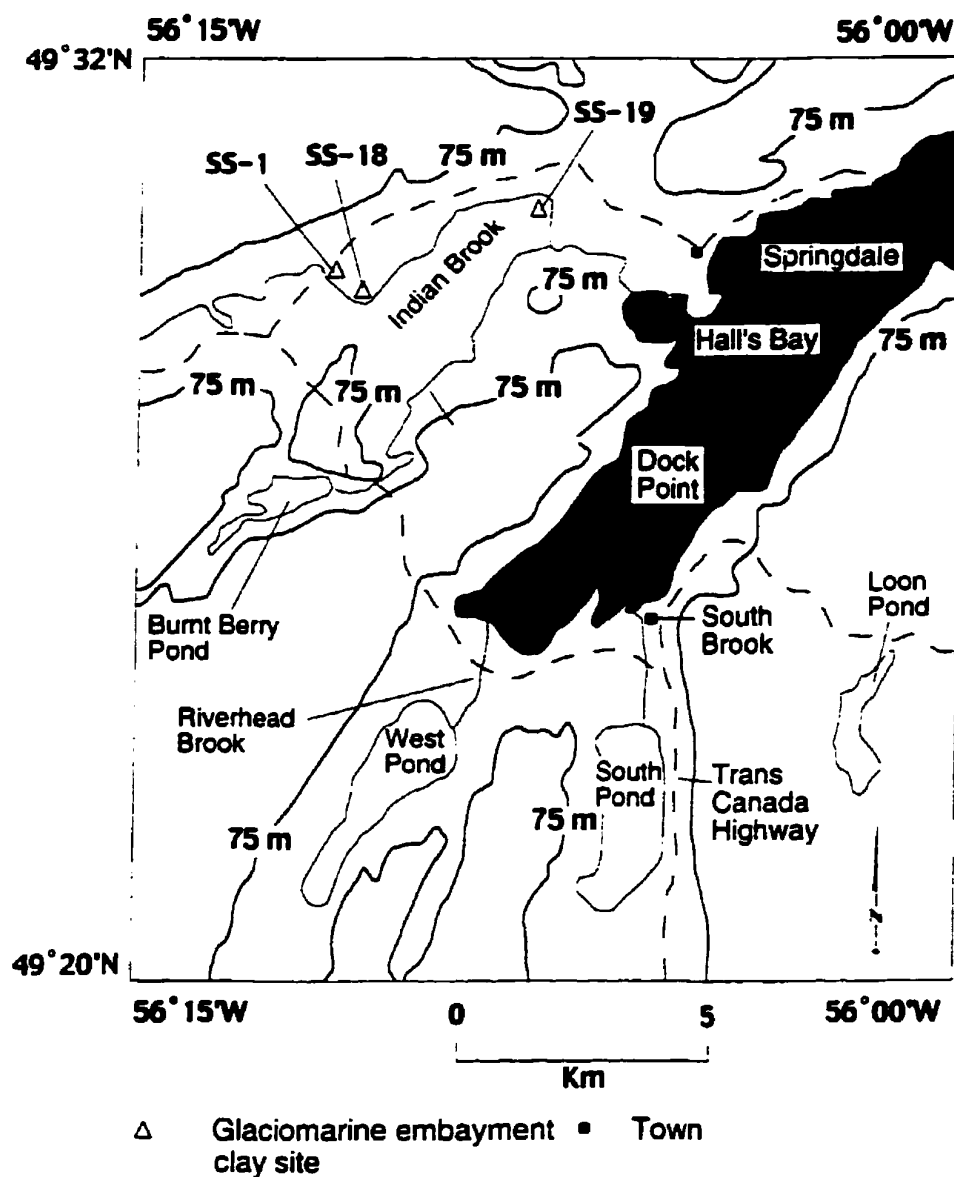 56°15'W
56°00'W
49°32'N
SS-19
75 m
SS-18
75 m
SS-1
Springdale
Indian Brook
75 m
Hall's Bay
75 m
75 m
75 m
75 m
Dock
Point
Loon
Pond
Burnt Berry
Pond
South
Brook
Riverhead
Brook
West
Pond
South
Pond
Trans
Canada
Highway
75 m
75 m
49°20'N
56°15'W
0
5
56°00'W
Km
Glaciomarine embayment
clay site
Town